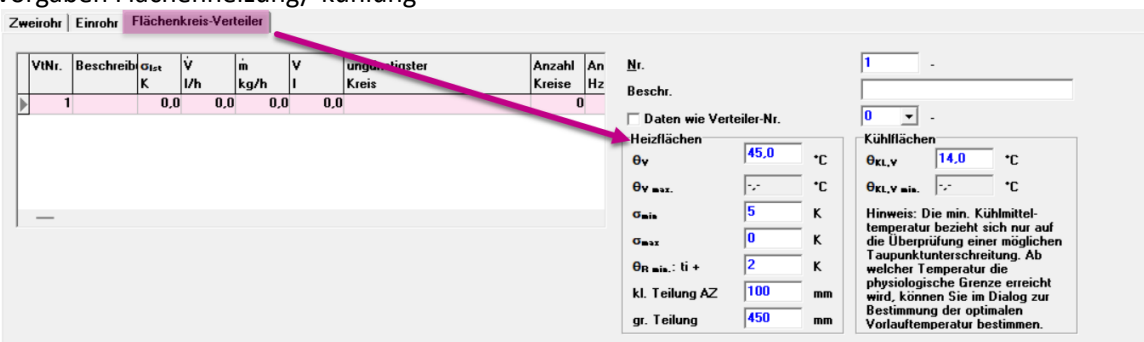 Vorgaben Flächenheizung/-kühlung
Zweirohr Einrohr Flächenkreis-Verteiler
VtNr. Beschreib σIst V̇ ṁ V ungünstigster Anzahl An
K l/h kg/h l Kreis Kreise Hz
1 0,0 0,0 0,0 0,0 0
Nr. 1 -
Beschr.
Daten wie Verteiler-Nr. 0 -
Heizflächen
θV 45,0 °C
θV max. -,- °C
σmin 5 K
σmax 0 K
θR min.: ti + 2 K
kl. Teilung AZ 100 mm
gr. Teilung 450 mm
Kühlflächen
θKL,V 14,0 °C
θKL,V min. -,- °C
Hinweis: Die min. Kühlmittel-
temperatur bezieht sich nur auf
die Überprüfung einer möglichen
Taupunktunterschreitung. Ab
welcher Temperatur die
physiologische Grenze erreicht
wird, können Sie im Dialog zur
Bestimmung der optimalen
Vorlauftemperatur bestimmen.